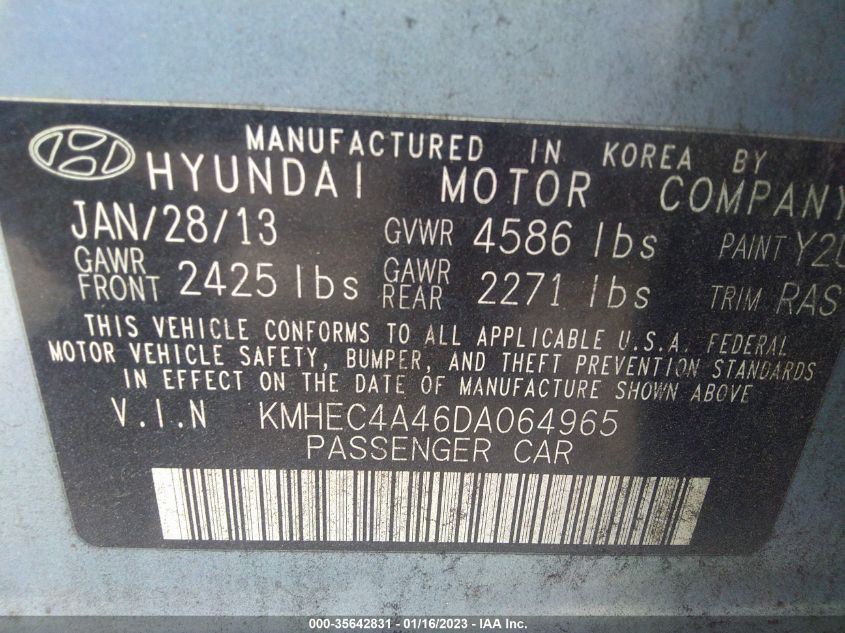 MANUFACTURED IN KOREA BY
HYUNDAI MOTOR COMPANY
JAN/28/13 GVWR 4586 lbs PAINT
GAWR FRONT 2425 lbs GAWR REAR 2271 lbs TRIM RAS
THIS VEHICLE CONFORMS TO ALL APPLICABLE U.S.A. FEDERAL
MOTOR VEHICLE SAFETY, BUMPER, AND THEFT PREVENTION STANDARDS
IN EFFECT ON THE DATE OF MANUFACTURE SHOWN ABOVE
V.I.N KMHEC4A46DA064965
PASSENGER CAR
000-35642831 - 01/16/2023 - IAA Inc.